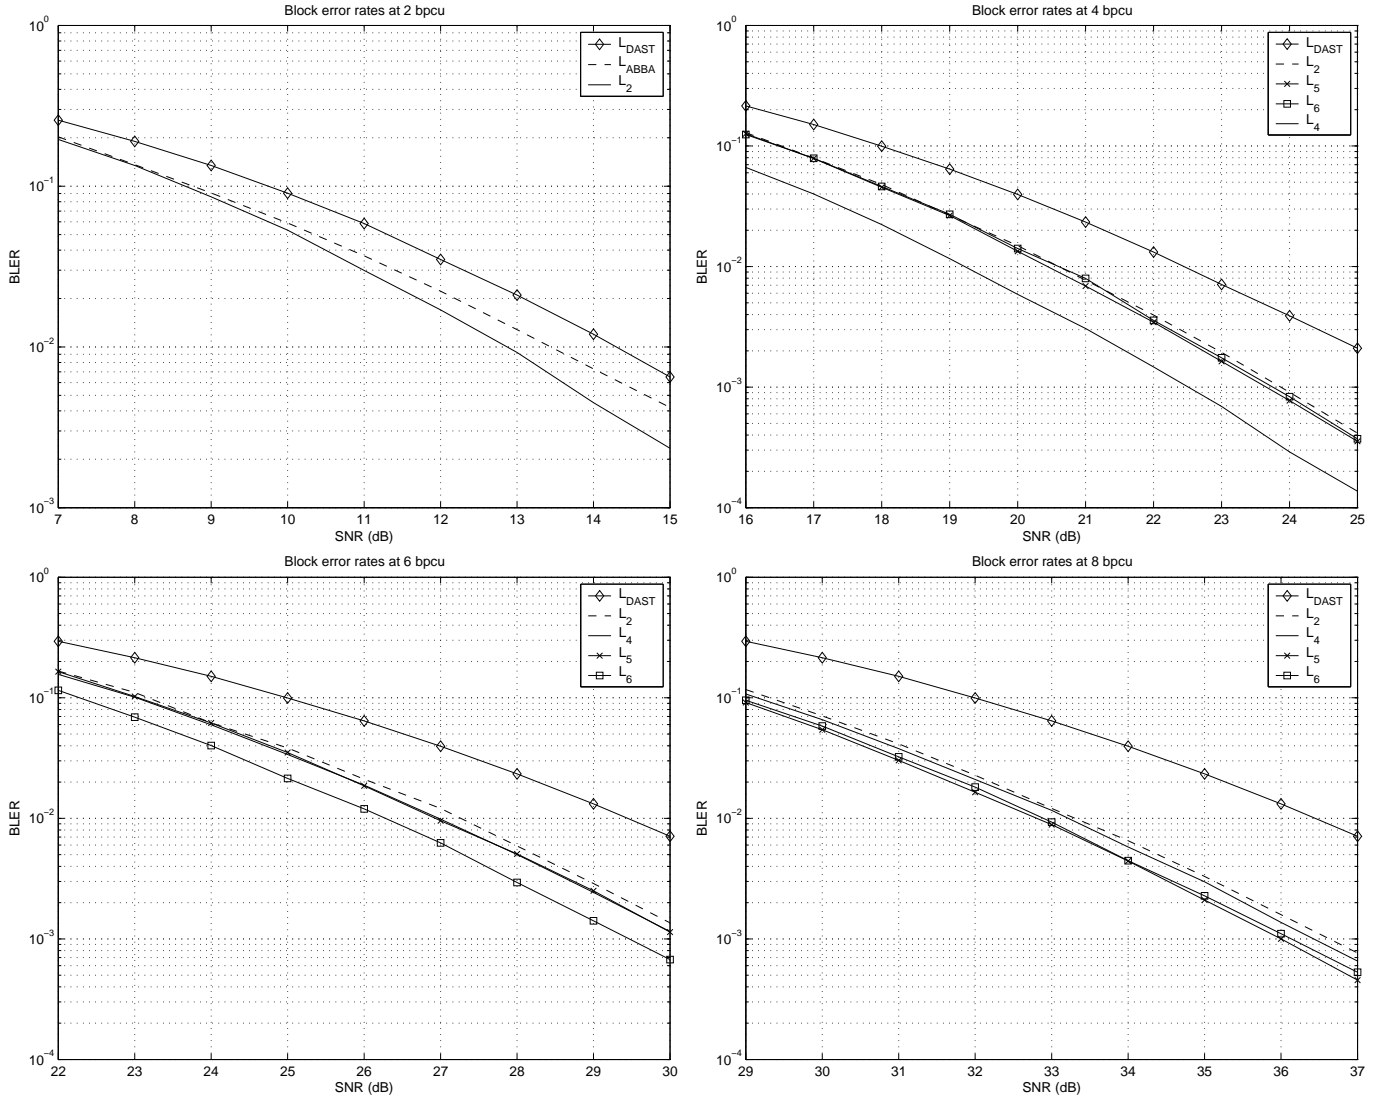 Block error rates at 2 bpcu
10^0
10^−1
10^−2
10^−3
BLER
7 8 9 10 11 12 13 14 15
SNR (dB)
L_DAST
L_ABBA
L_2
Block error rates at 4 bpcu
10^0
10^−1
10^−2
10^−3
10^−4
BLER
16 17 18 19 20 21 22 23 24 25
SNR (dB)
L_DAST
L_2
L_5
L_6
L_4
Block error rates at 6 bpcu
10^0
10^−1
10^−2
10^−3
10^−4
BLER
22 23 24 25 26 27 28 29 30
SNR (dB)
L_DAST
L_2
L_4
L_5
L_6
Block error rates at 8 bpcu
10^0
10^−1
10^−2
10^−3
10^−4
BLER
29 30 31 32 33 34 35 36 37
SNR (dB)
L_DAST
L_2
L_4
L_5
L_6